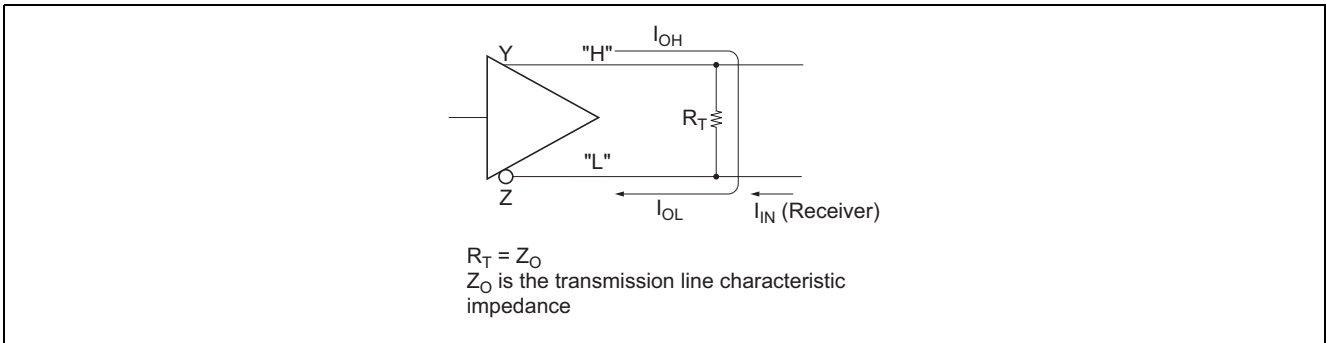 I_OH
Y "H"
R_T
"L"
Z
I_OL I_IN (Receiver)
R_T = Z_O
Z_O is the transmission line characteristic
impedance